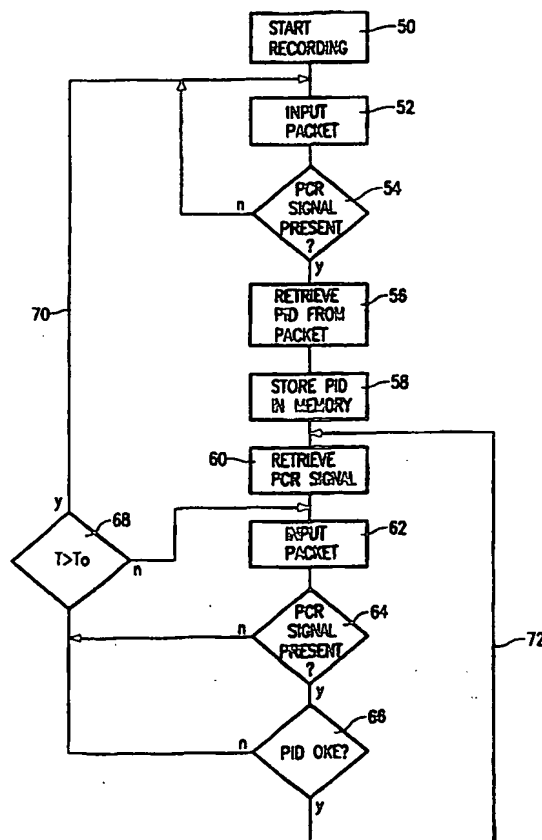 START
RECORDING
50
INPUT
PACKET
52
PCR
SIGNAL
PRESENT
?
54
n
y
RETRIEVE
PID FROM
PACKET
56
70
STORE PID
IN MEMORY
58
60
RETRIEVE
PCR SIGNAL
y
68
T>To
n
INPUT
PACKET
62
PCR
SIGNAL
PRESENT
?
64
n
y
72
PID OKE?
66
n
y